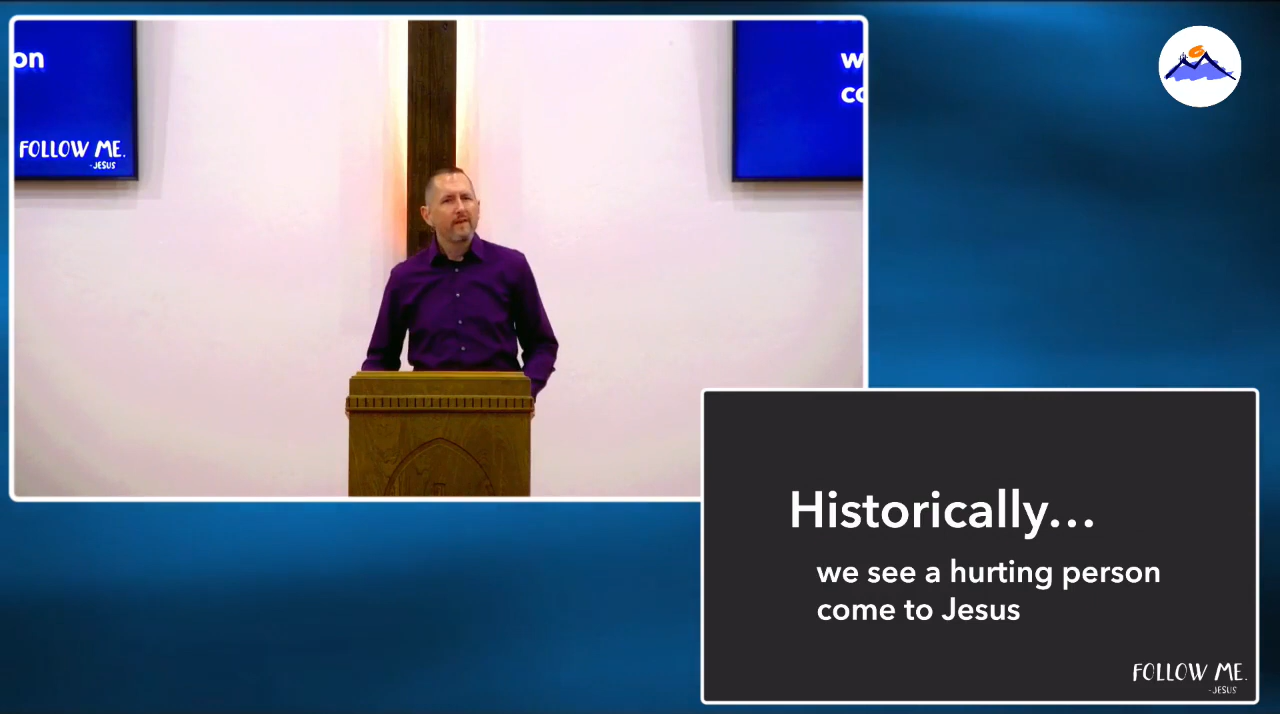 on
FOLLOW ME.
-JESUS
w
co
Historically...
we see a hurting person
come to Jesus
FOLLOW ME.
-JESUS